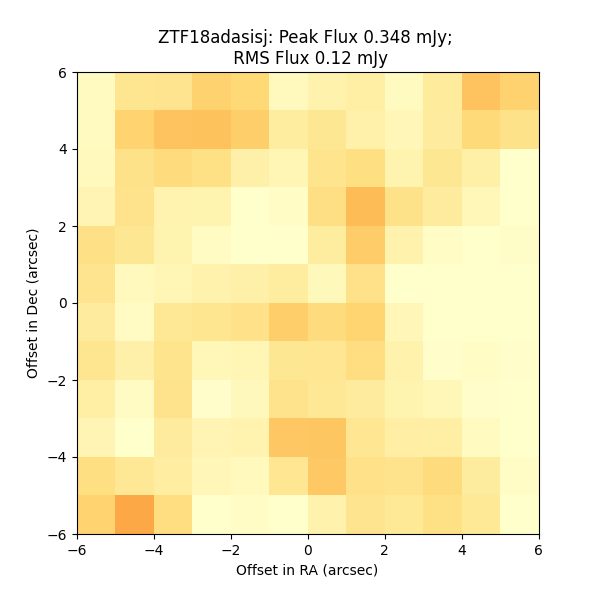 ZTF18adasisj: Peak Flux 0.348 mJy;
RMS Flux 0.12 mJy
6
4
2
0
−2
−4
−6
Offset in Dec (arcsec)
−6 −4 −2 0 2 4 6
Offset in RA (arcsec)